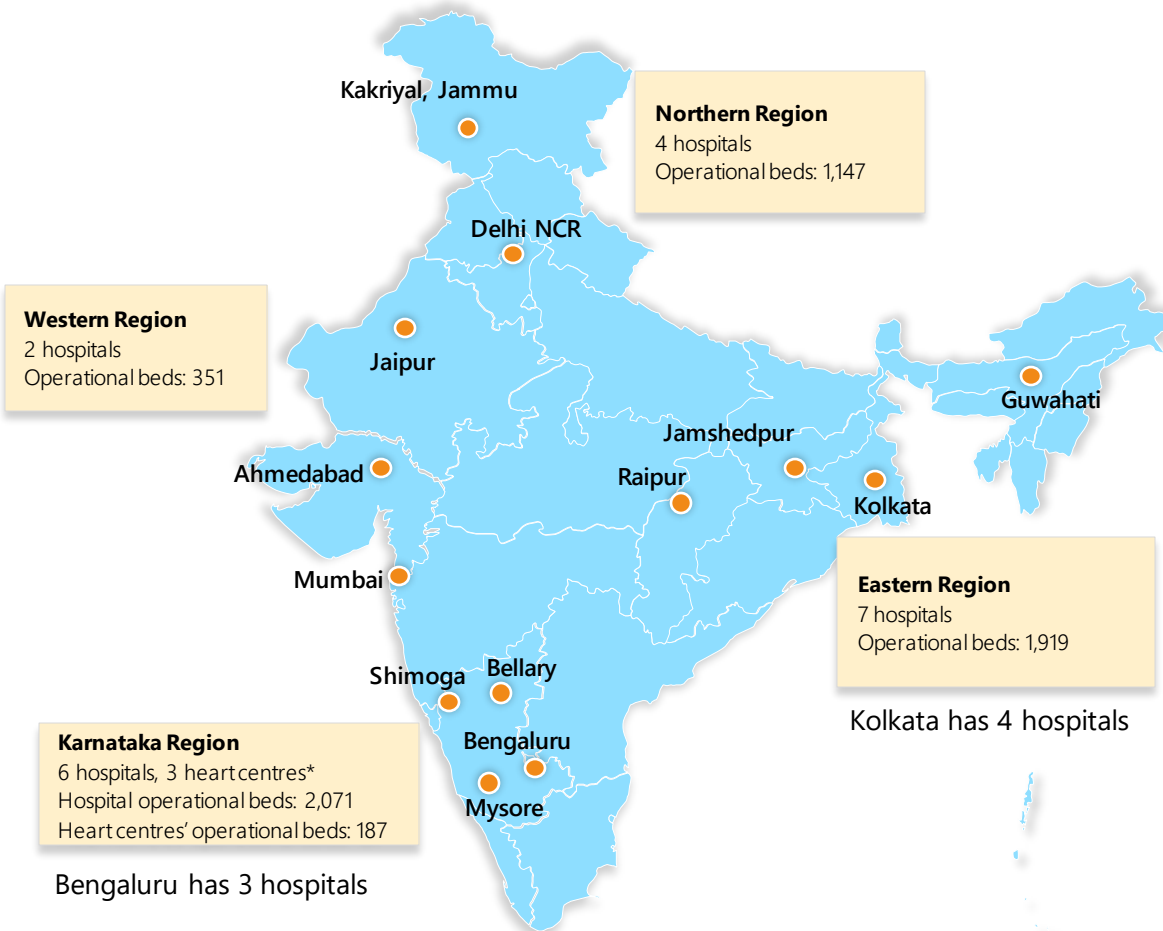 Kakriyal, Jammu
Northern Region
4 hospitals
Operational beds: 1,147
Delhi NCR
Western Region
2 hospitals
Operational beds: 351
Jaipur
Guwahati
Jamshedpur
Ahmedabad
Raipur
Kolkata
Mumbai
Eastern Region
7 hospitals
Operational beds: 1,919
Kolkata has 4 hospitals
Shimoga
Bellary
Bengaluru
Mysore
Karnataka Region
6 hospitals, 3 heart centres*
Hospital operational beds: 2,071
Heart centres’ operational beds: 187
Bengaluru has 3 hospitals